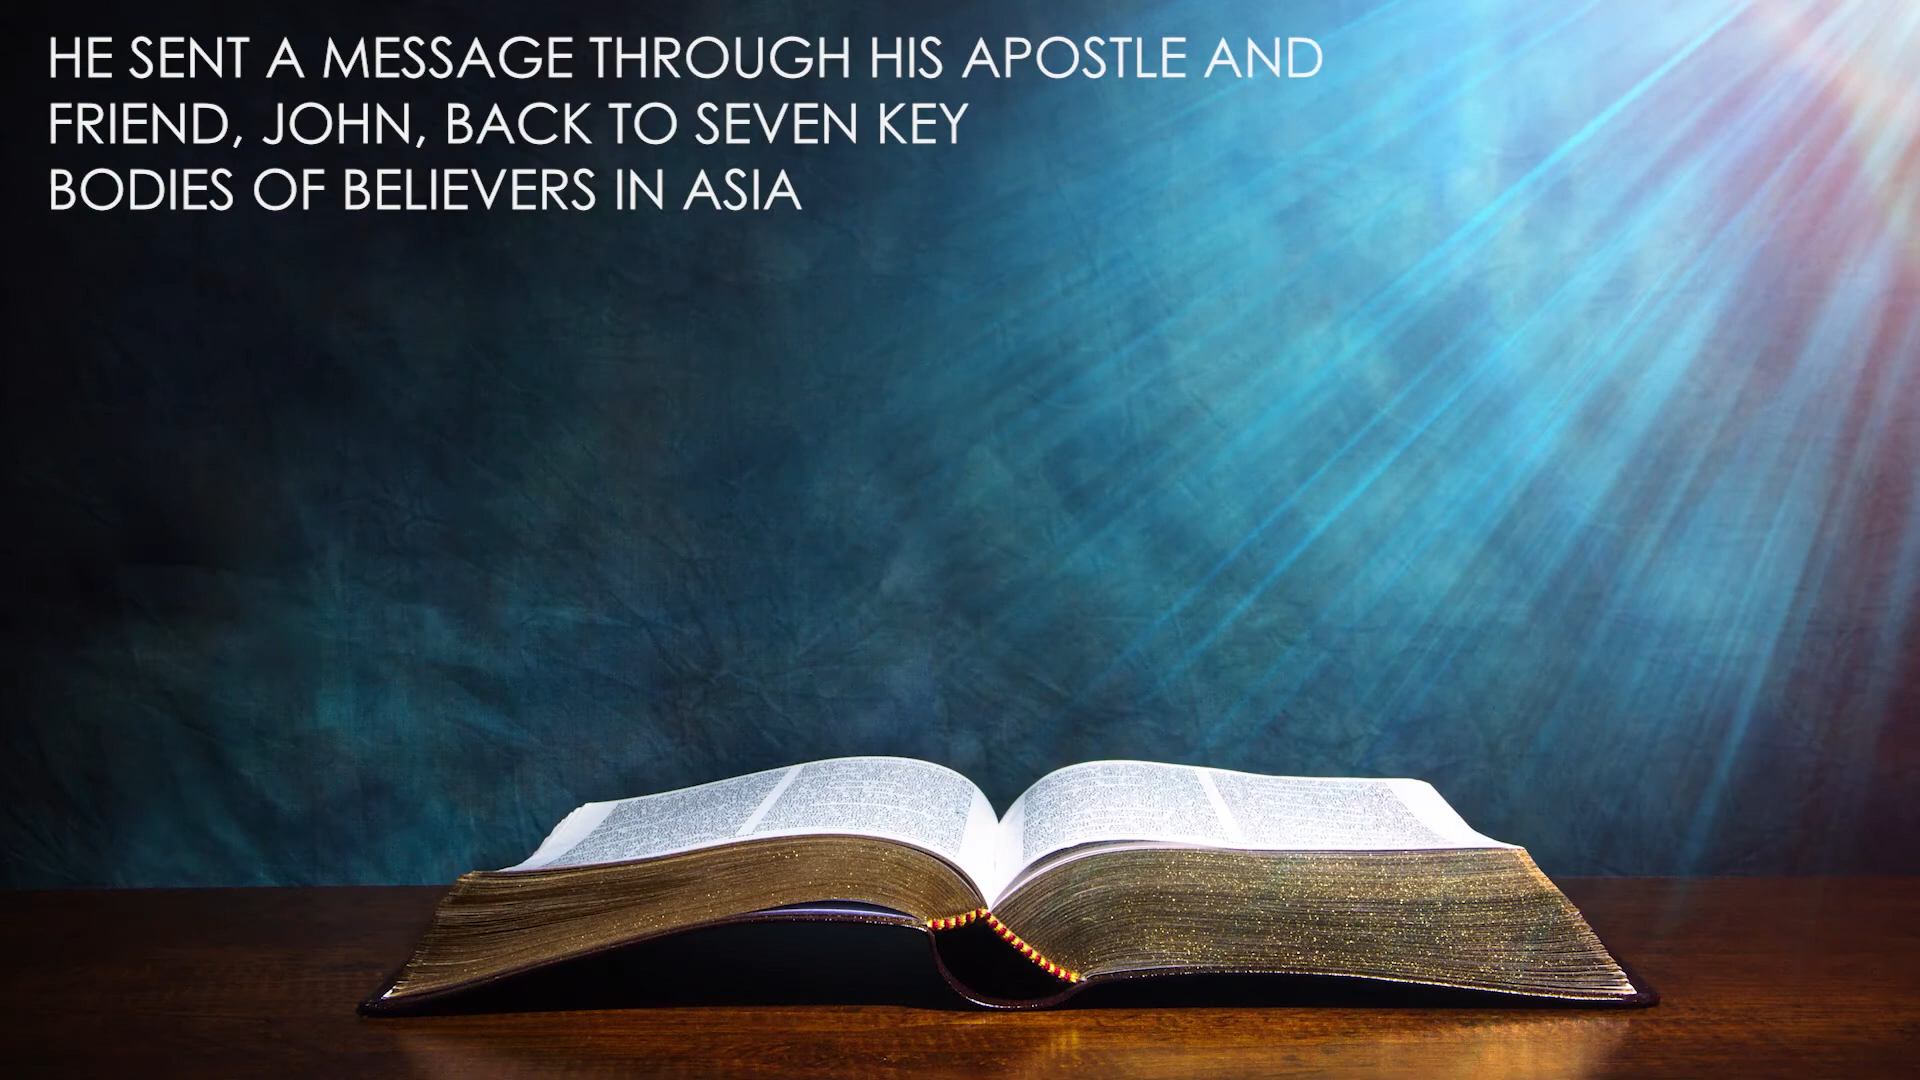 HE SENT A MESSAGE THROUGH HIS APOSTLE AND
FRIEND, JOHN, BACK TO SEVEN KEY
BODIES OF BELIEVERS IN ASIA